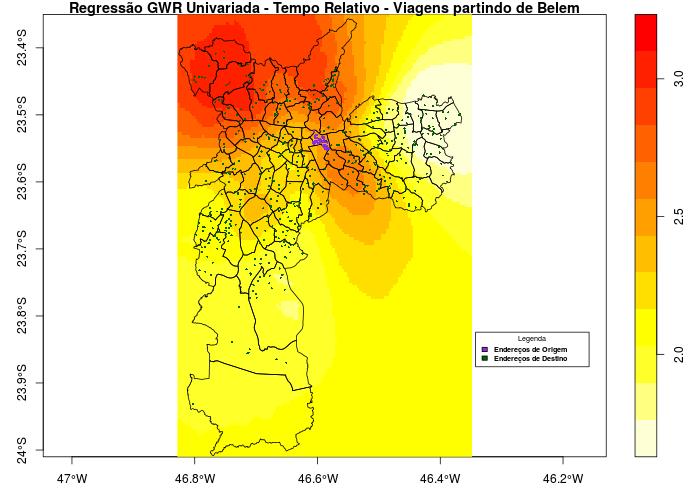 Regressão GWR Univariada - Tempo Relativo - Viagens partindo de Belem
23.4°S
23.5°S
23.6°S
23.7°S
23.8°S
23.9°S
24°S
47°W
46.8°W
46.6°W
46.4°W
46.2°W
Legenda
Endereços de Origem
Endereços de Destino
3.0
2.5
2.0